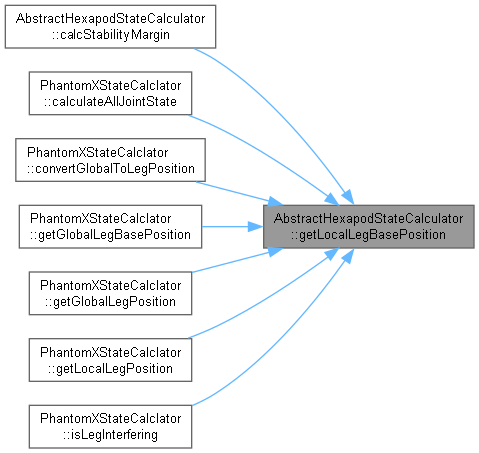 AbstractHexapodStateCalculator
::calcStabilityMargin
PhantomXStateCalclator
::calculateAllJointState
PhantomXStateCalclator
::convertGlobalToLegPosition
PhantomXStateCalclator
::getGlobalLegBasePosition
AbstractHexapodStateCalculator
::getLocalLegBasePosition
PhantomXStateCalclator
::getGlobalLegPosition
PhantomXStateCalclator
::getLocalLegPosition
PhantomXStateCalclator
::isLegInterfering